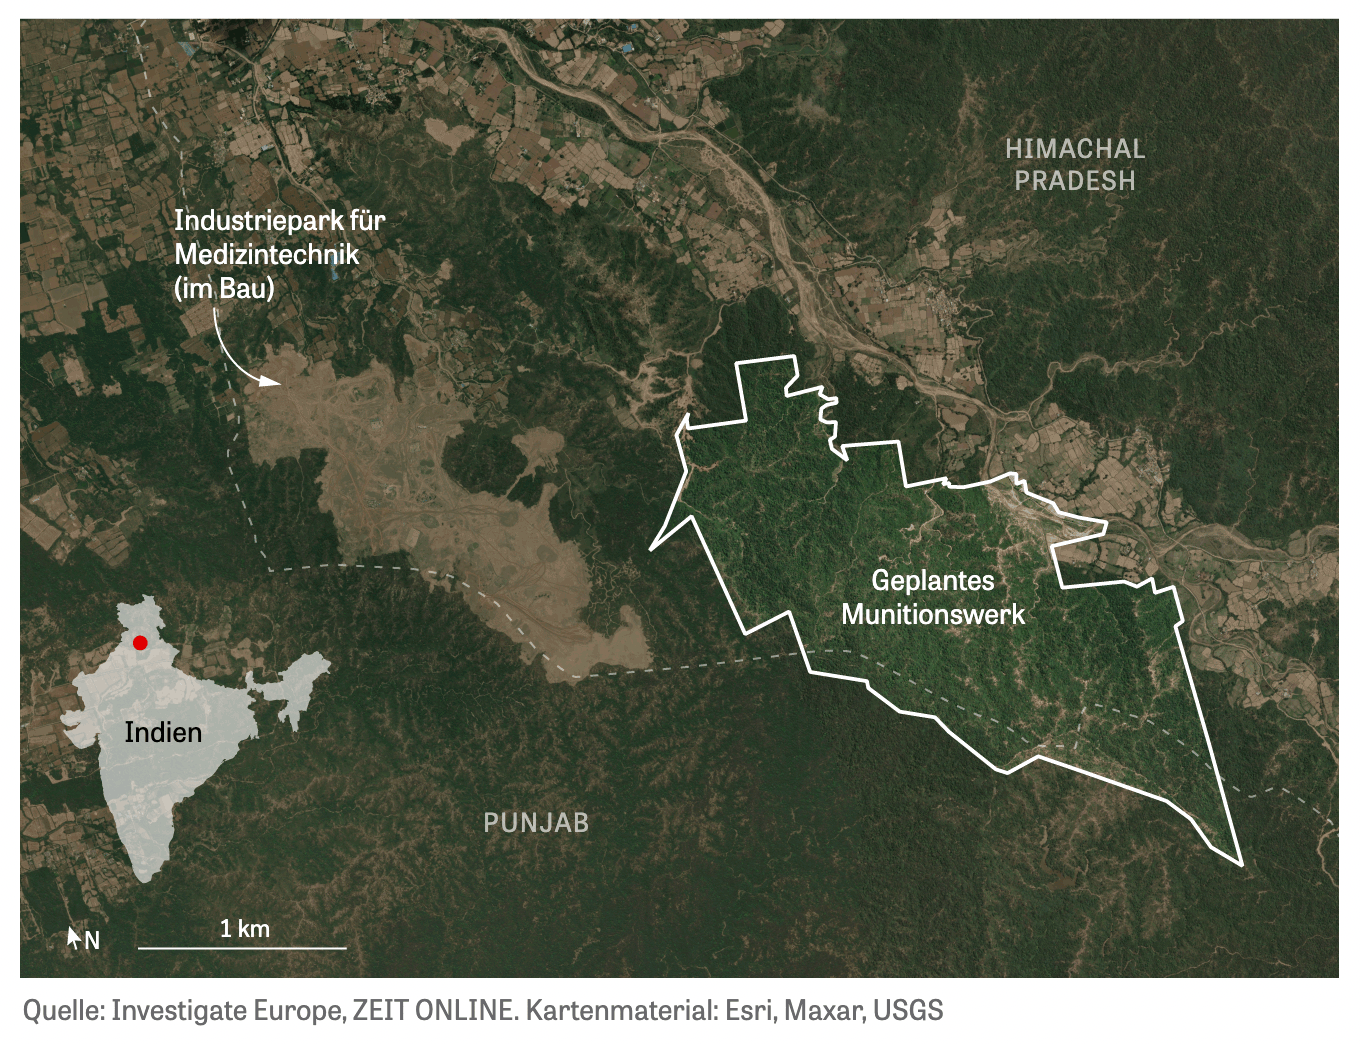 HIMACHAL
PRADESH
Industriepark für
Medizintechnik
(im Bau)
Geplantes
Munitionswerk
Indien
PUNJAB
N
1 km
Quelle: Investigate Europe, ZEIT ONLINE. Kartenmaterial: Esri, Maxar, USGS